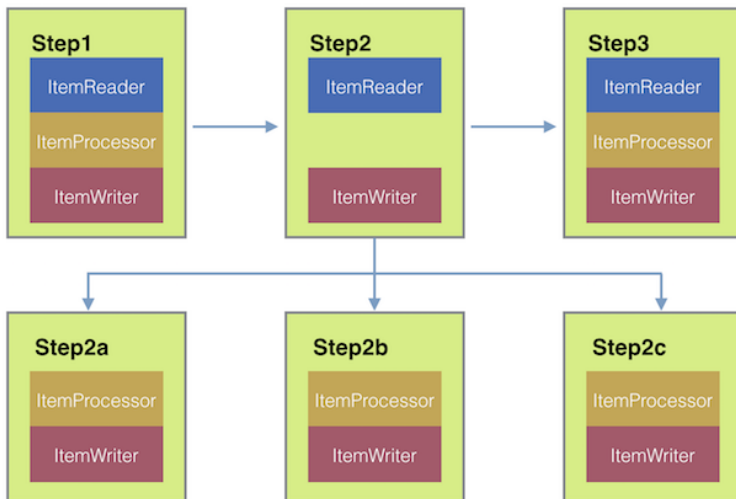 Step1
ItemReader
ItemProcessor
ItemWriter
Step2
ItemReader
ItemWriter
Step3
ItemReader
ItemProcessor
ItemWriter
Step2a
ItemProcessor
ItemWriter
Step2b
ItemProcessor
ItemWriter
Step2c
ItemProcessor
ItemWriter